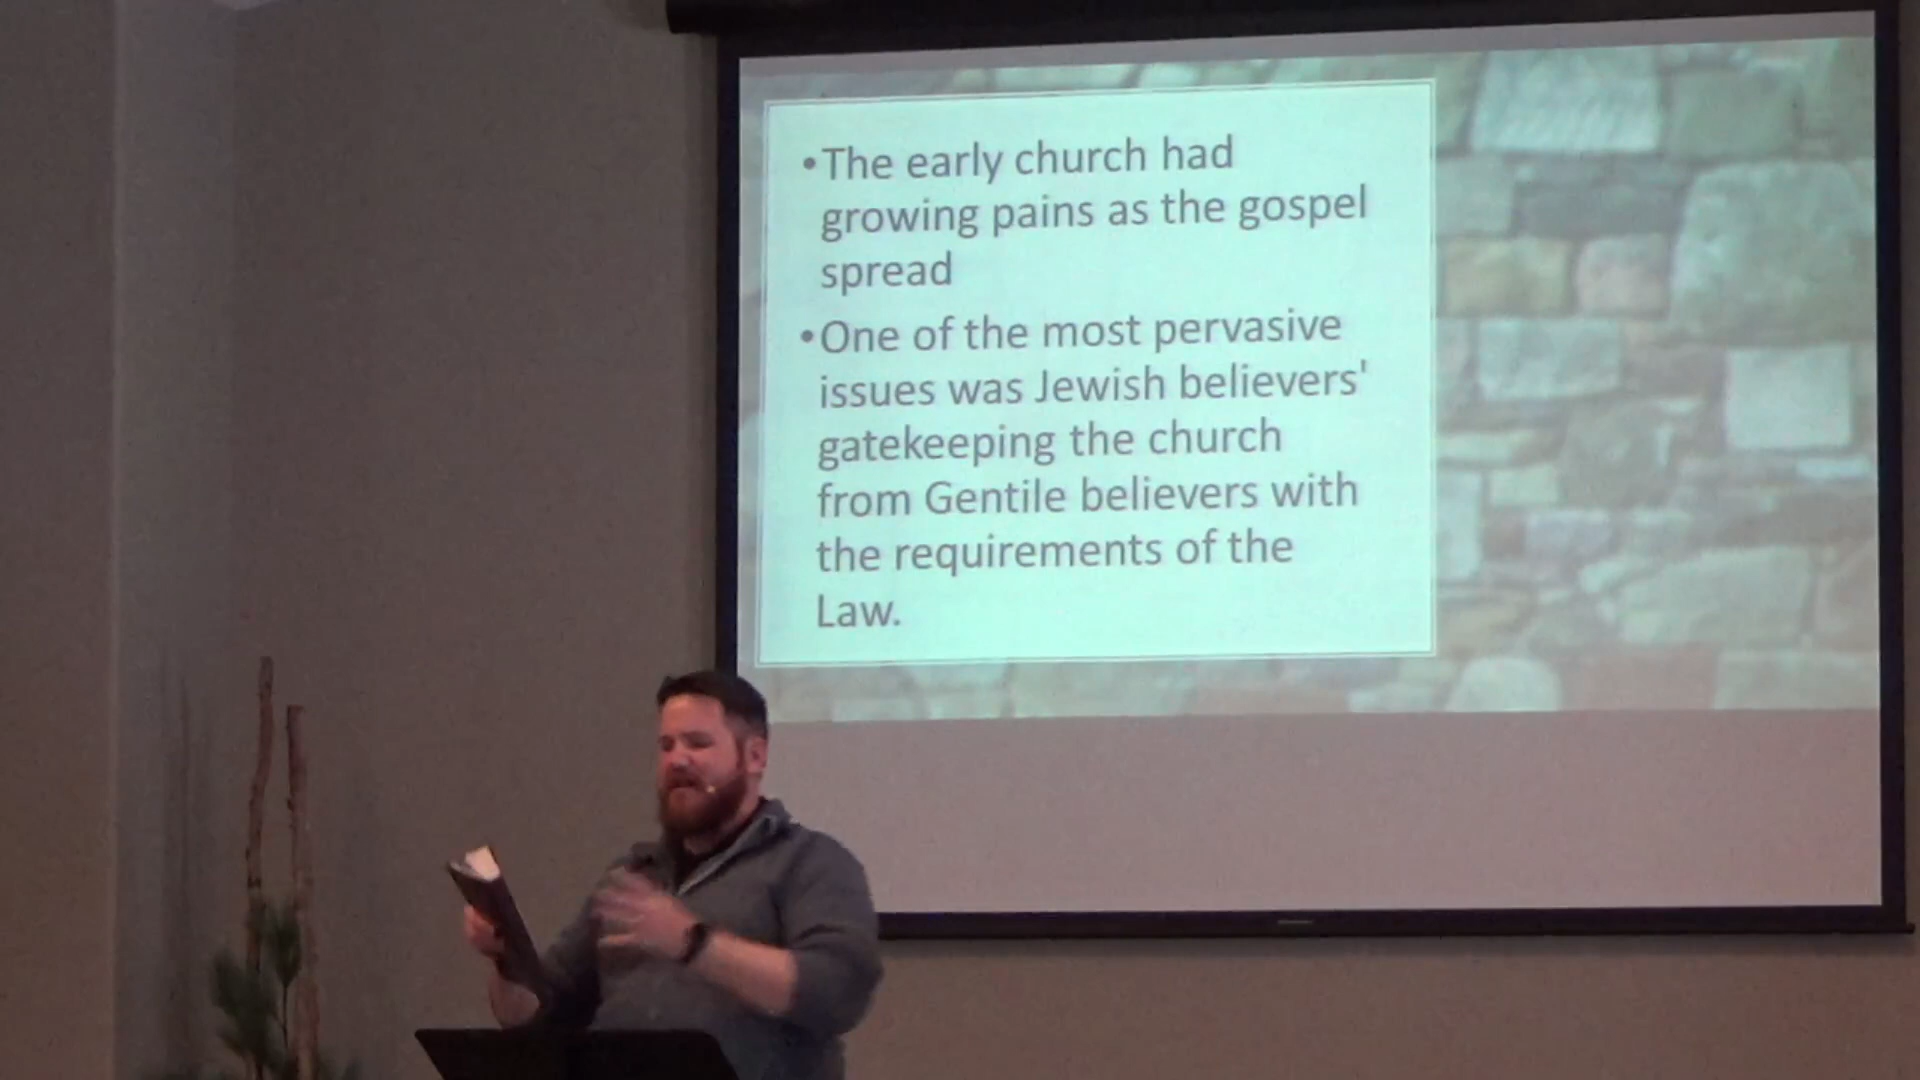 •The early church had
growing pains as the gospel
spread
•One of the most pervasive
issues was Jewish believers'
gatekeeping the church
from Gentile believers with
the requirements of the
Law.